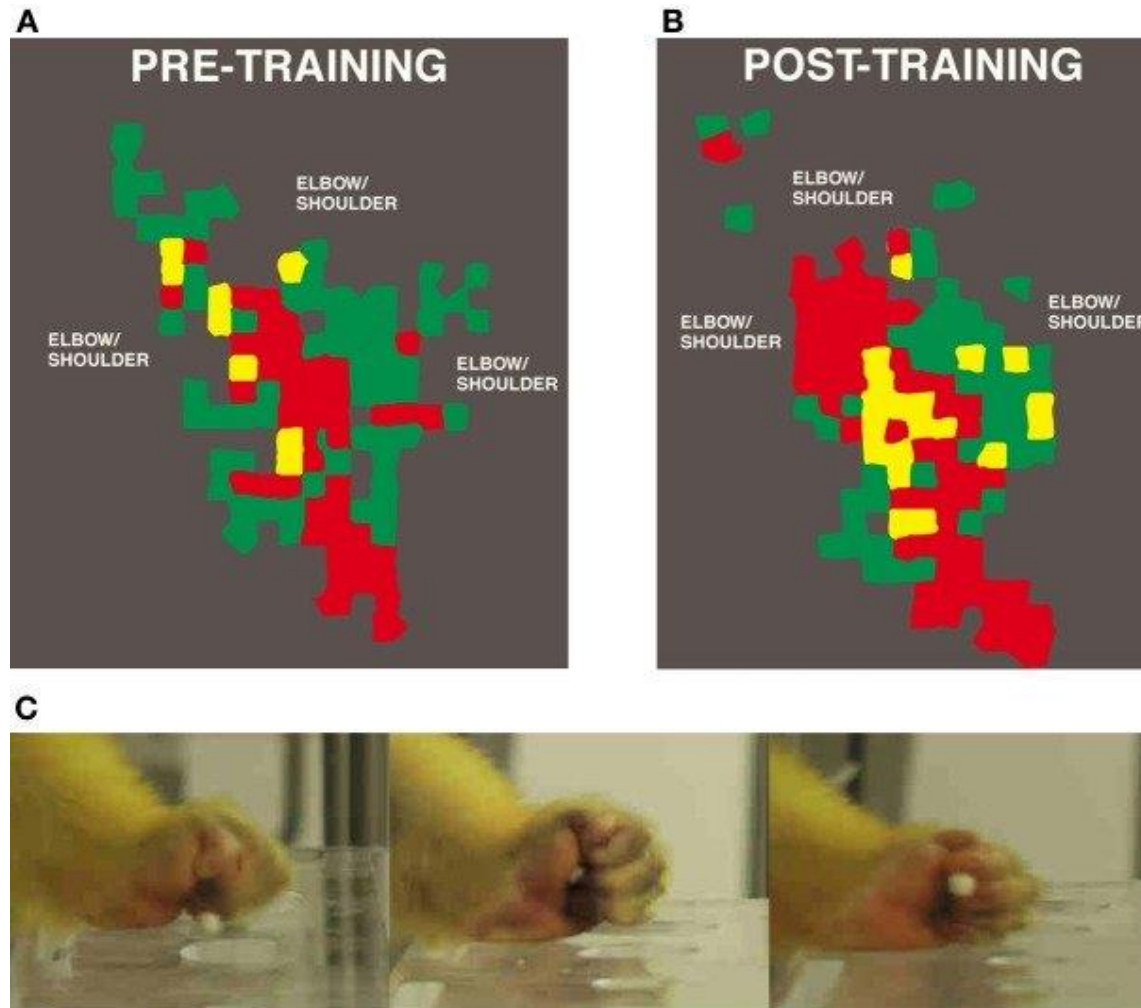 A
B
PRE-TRAINING
POST-TRAINING
ELBOW/
SHOULDER
ELBOW/
SHOULDER
ELBOW/
SHOULDER
ELBOW/
SHOULDER
ELBOW/
SHOULDER
ELBOW/
SHOULDER
C